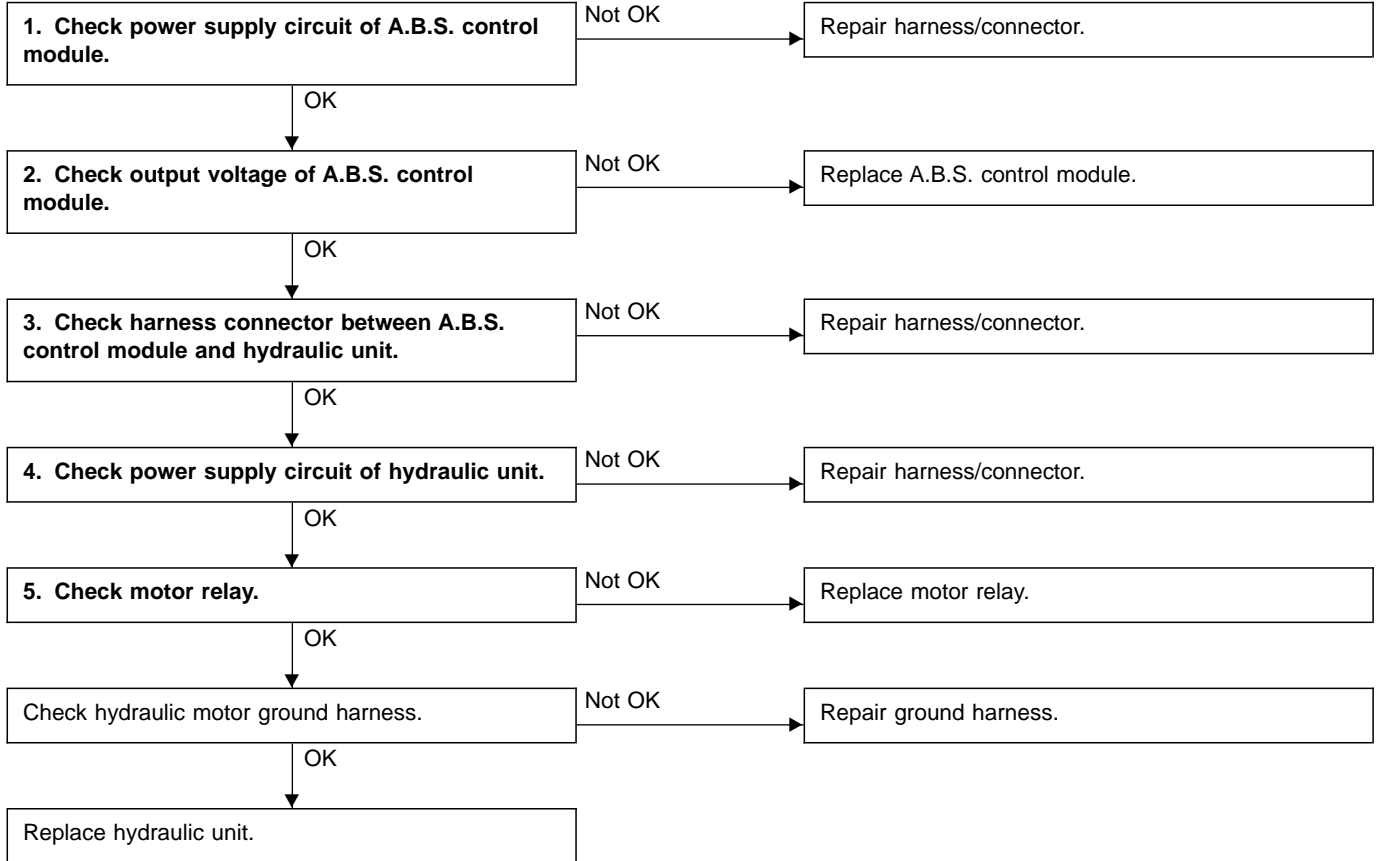 1. Check power supply circuit of A.B.S. control
module.
Not OK
Repair harness/connector.
OK
2. Check output voltage of A.B.S. control
module.
Not OK
Replace A.B.S. control module.
OK
3. Check harness connector between A.B.S.
control module and hydraulic unit.
Not OK
Repair harness/connector.
OK
4. Check power supply circuit of hydraulic unit.
Not OK
Repair harness/connector.
OK
5. Check motor relay.
Not OK
Replace motor relay.
OK
Check hydraulic motor ground harness.
Not OK
Repair ground harness.
OK
Replace hydraulic unit.